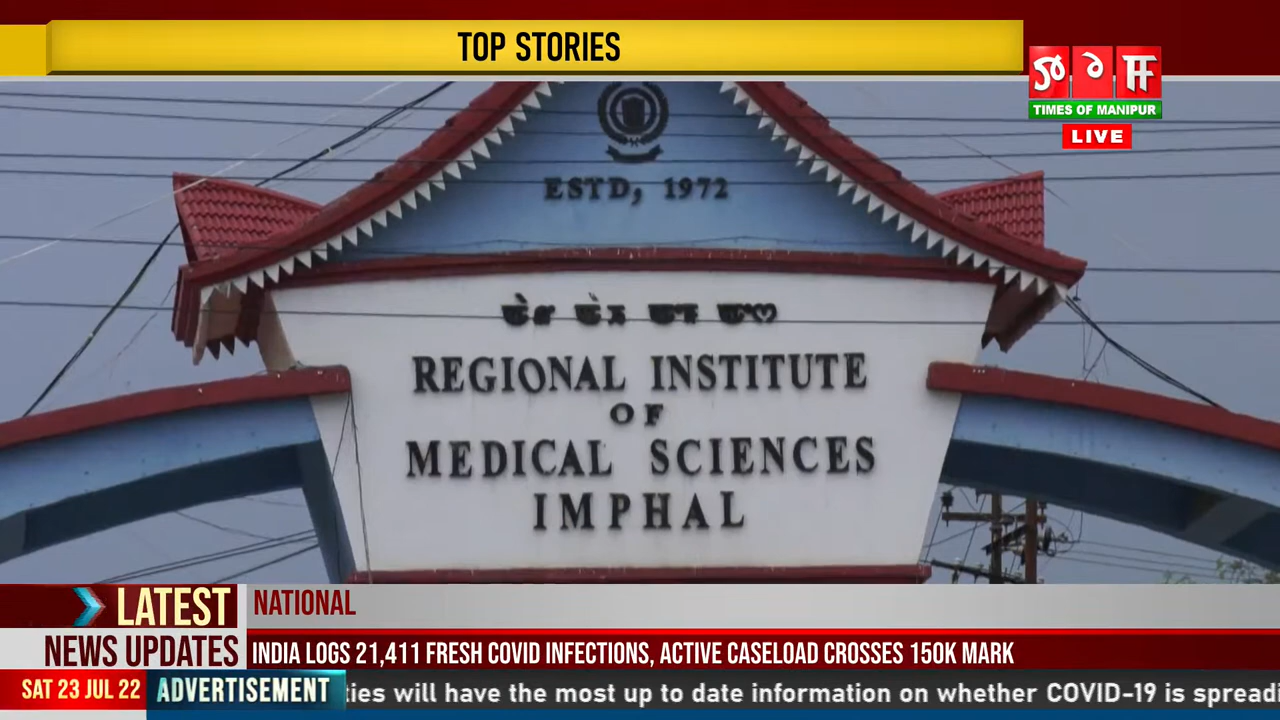 TOP STORIES
TIMES OF MANIPUR
LIVE
ESTD, 1972
REGIONAL INSTITUTE
OF
MEDICAL SCIENCES
IMPHAL
LATEST
NEWS UPDATES
NATIONAL
INDIA LOGS 21,411 FRESH COVID INFECTIONS, ACTIVE CASELOAD CROSSES 150K MARK
SAT 23 JUL 22
ADVERTISEMENT
ties will have the most up to date information on whether COVID-19 is spreadi